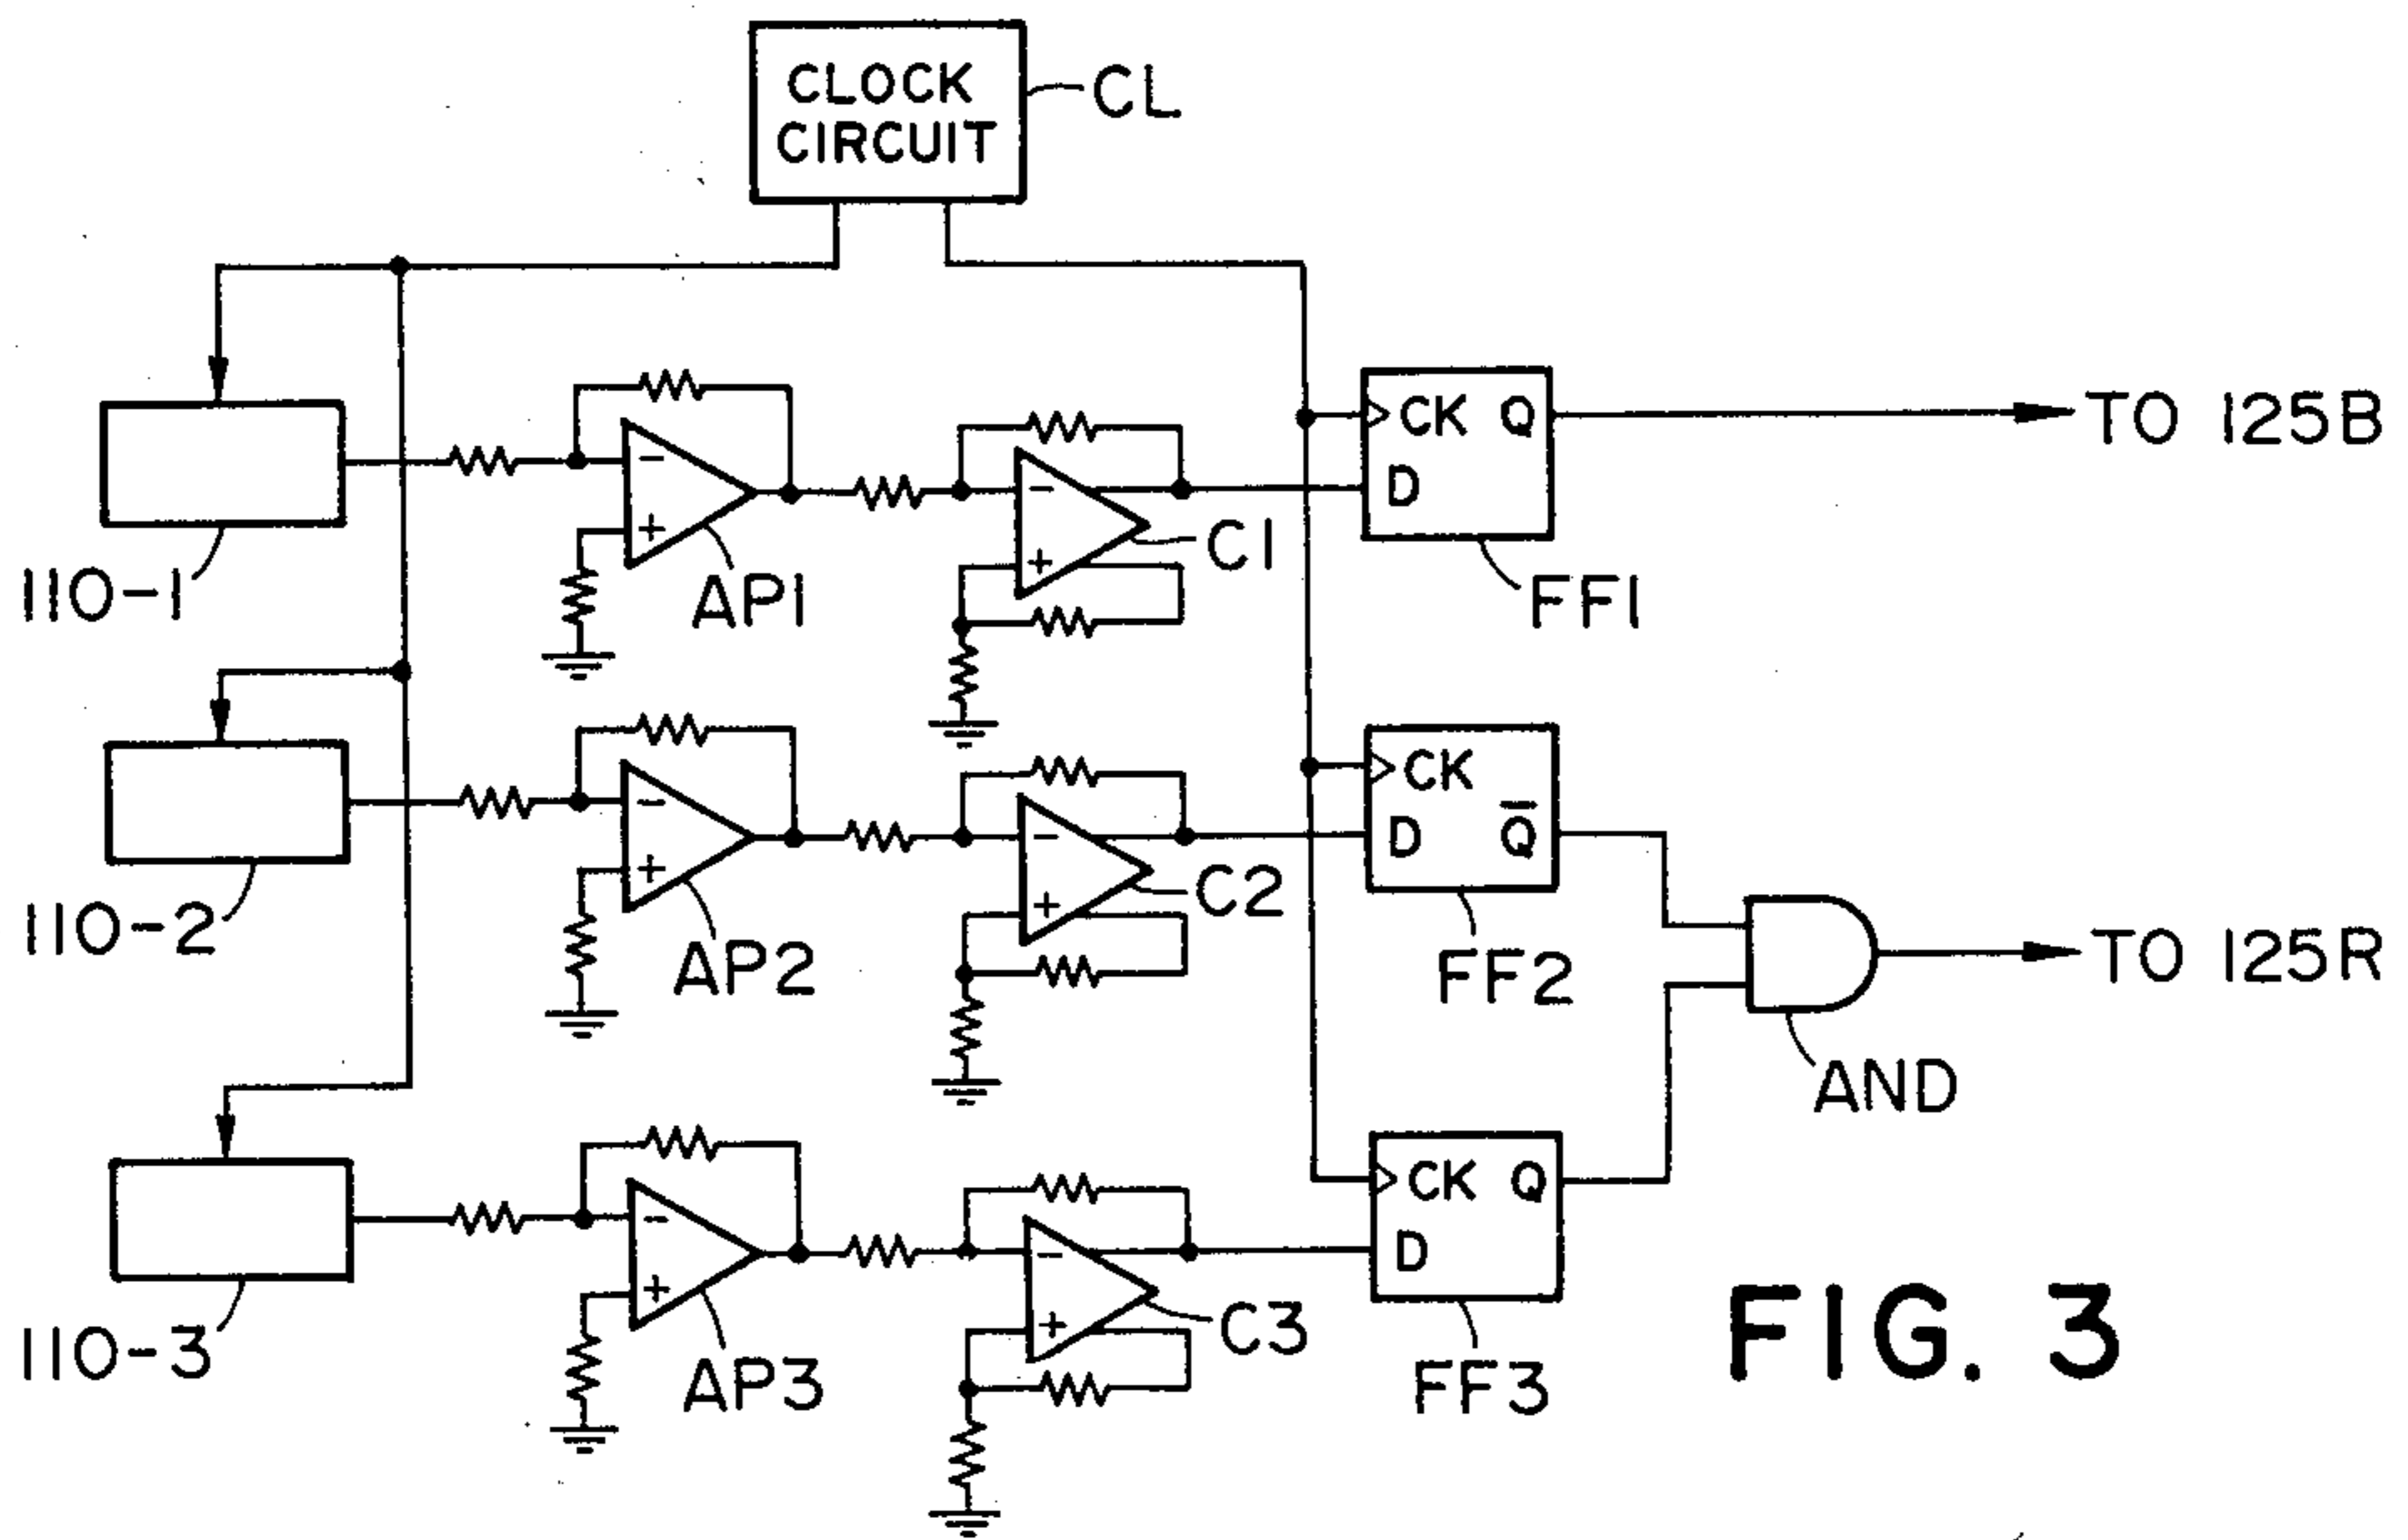 CLOCK
CIRCUIT
CL
CK Q
D
TO 125B
110-1
AP1
C1
FF1
CK
D Q̅
110-2
AP2
C2
FF2
TO 125R
AND
CK Q
D
110-3
AP3
C3
FF3
FIG. 3
- +
- +
- +
- +
- +
- +